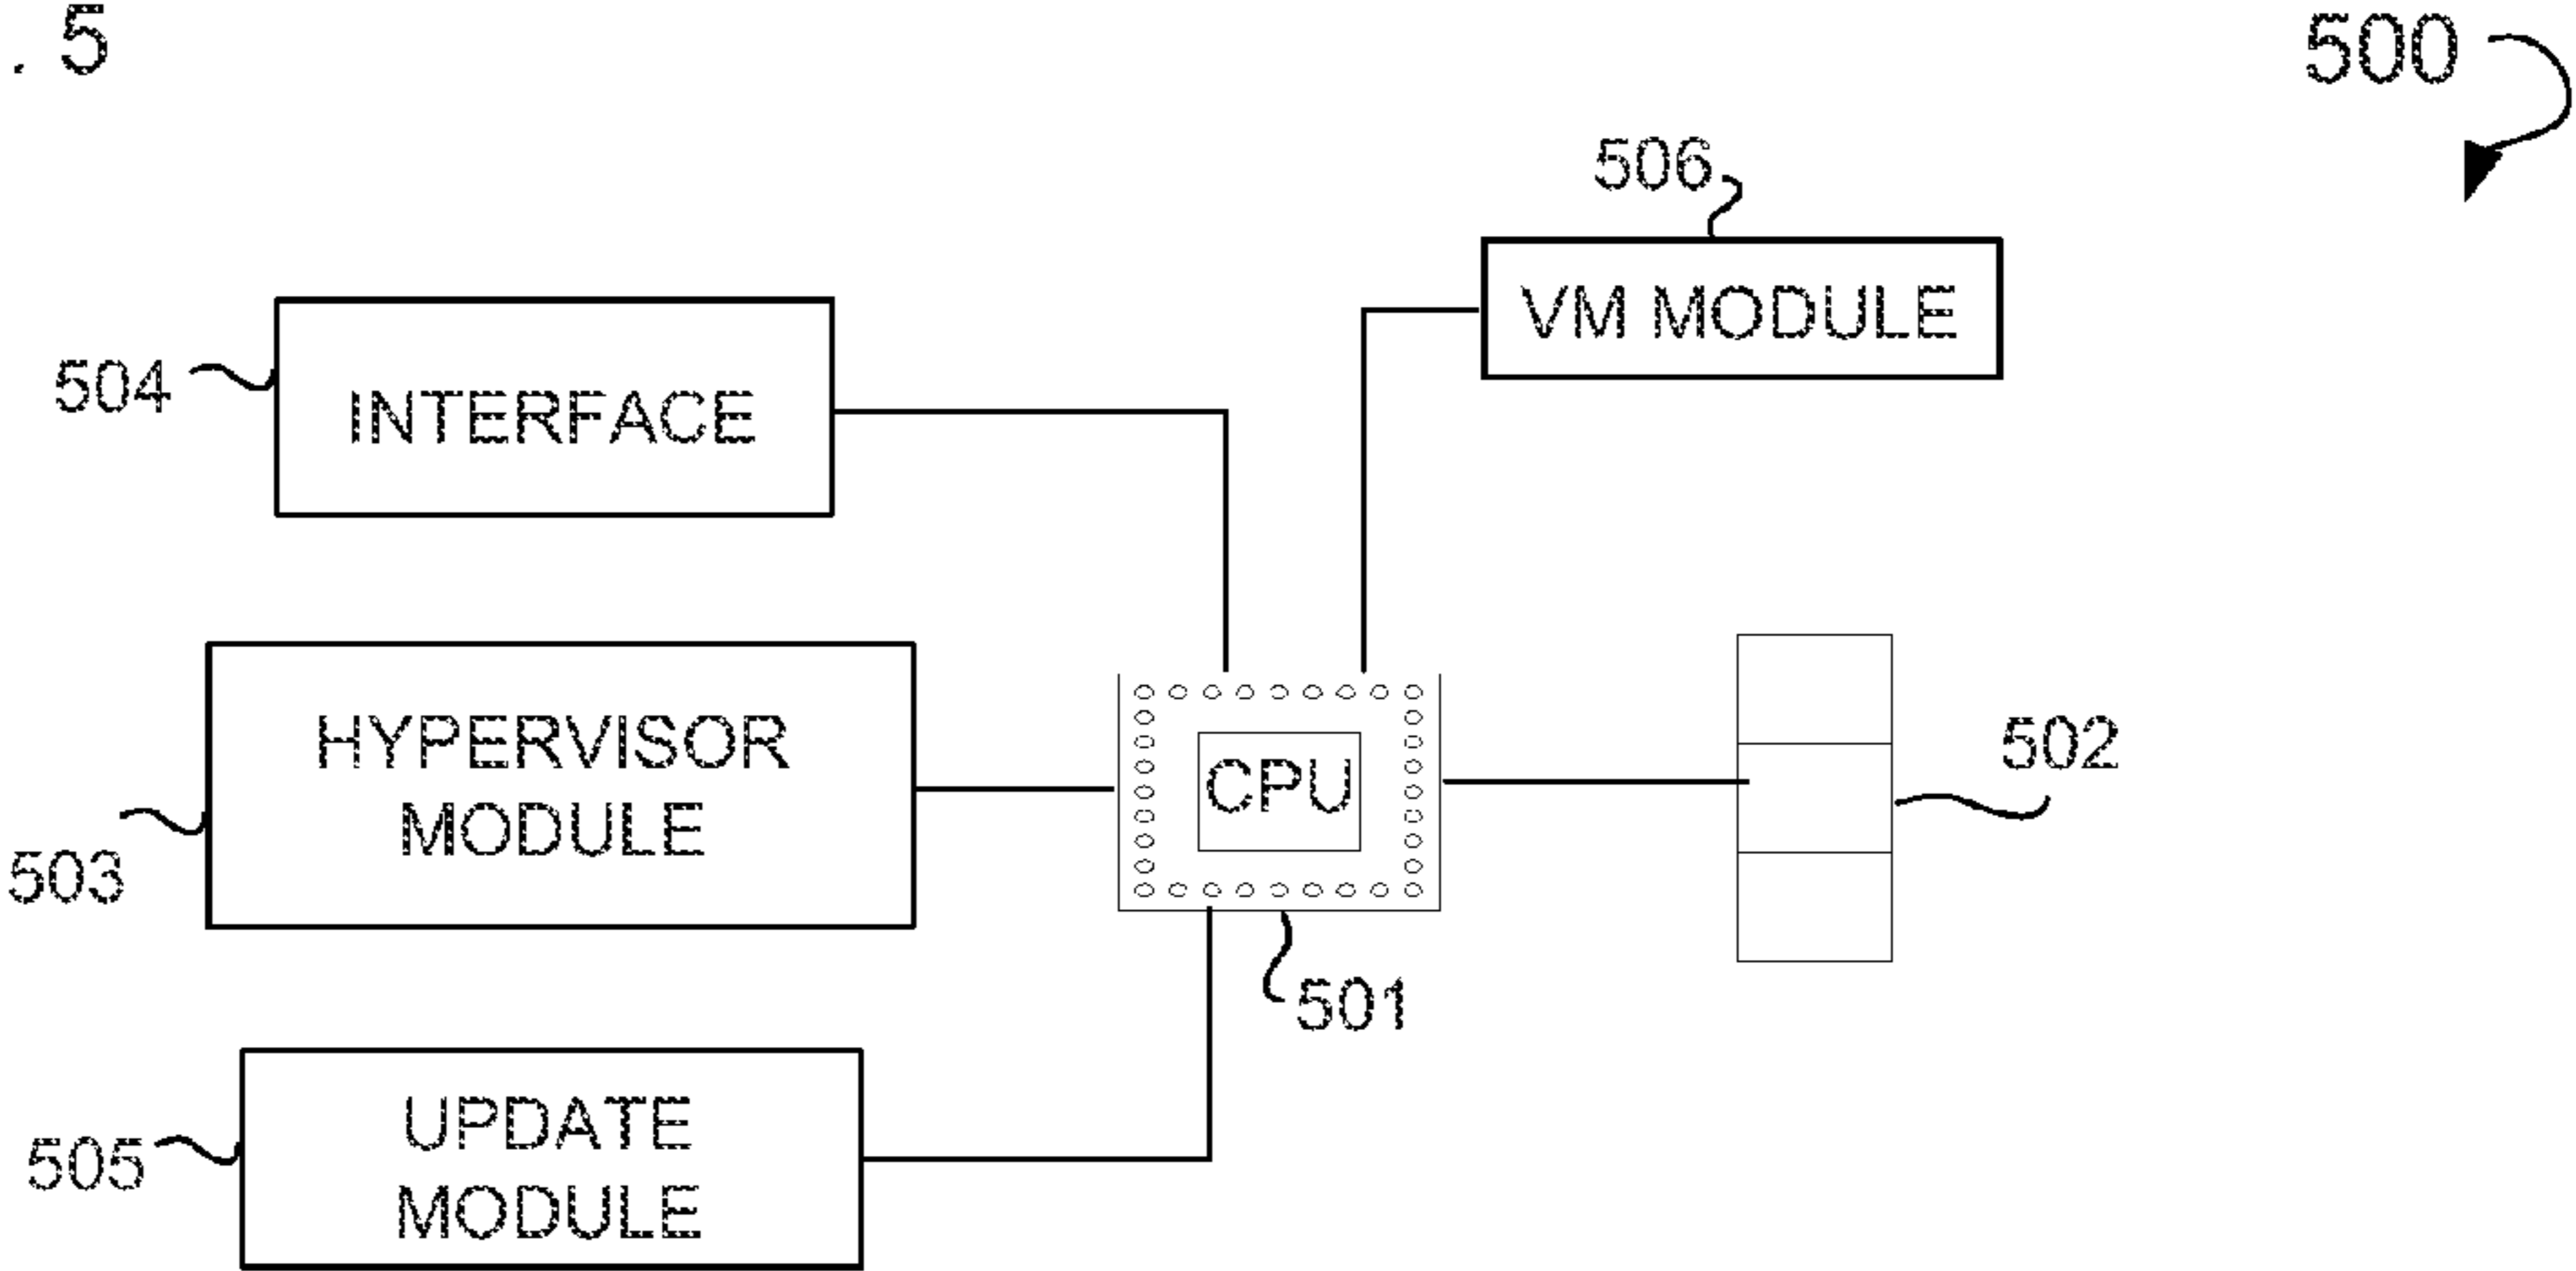 . 5
500
506
VM MODULE
504
INTERFACE
HYPERVISOR
MODULE
503
CPU
502
501
UPDATE
MODULE
505